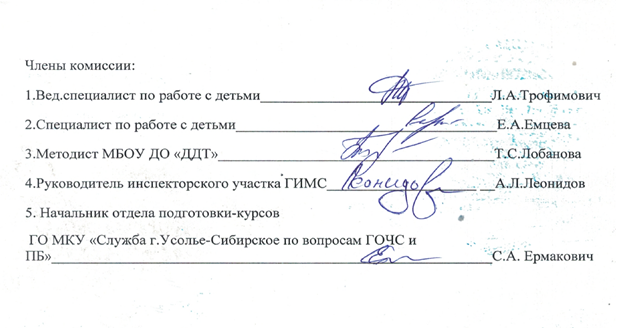 Члены комиссии:
1.Вед.специалист по работе с детьми Л.А.Трофимович
2.Специалист по работе с детьми Е.А.Емцева
3.Методист МБОУ ДО «ДДТ» Т.С.Лобанова
4.Руководитель инспекторского участка ГИМС Леонидов А.Л.Леонидов
5. Начальник отдела подготовки-курсов
ГО МКУ «Служба г.Усолье-Сибирское по вопросам ГОЧС и
ПБ» С.А. Ермакович